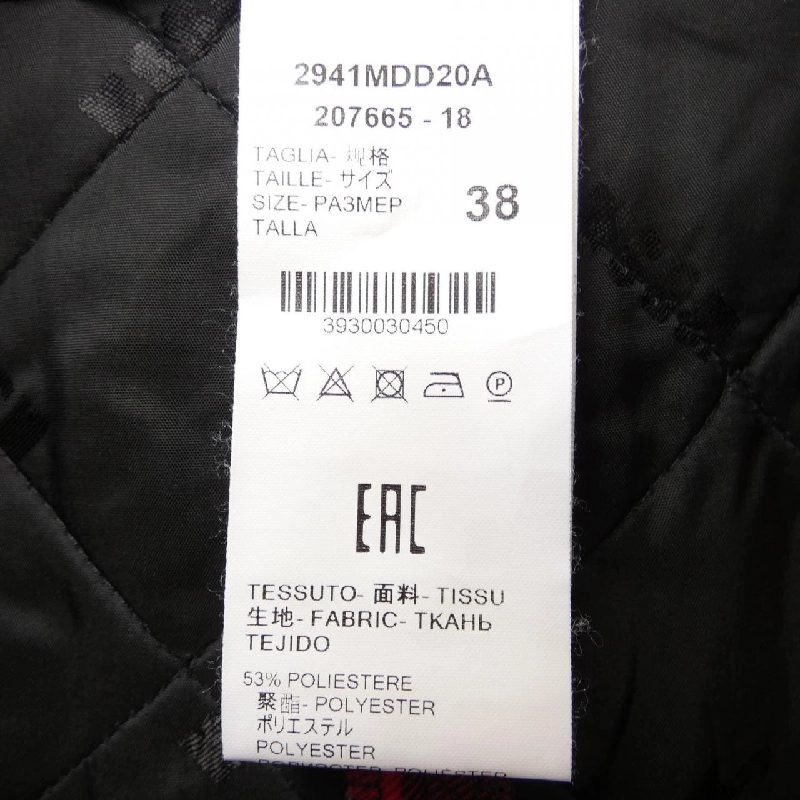 2941MDD20A
207665 - 18
TAGLIA- 规格
TAILLE- サイズ
SIZE- РАЗМЕР
TALLA
38
3930030450
P
EAC
TESSUTO- 面料- TISSU
生地- FABRIC- ТКАНЬ
TEJIDO
53% POLIESTERE
聚酯- POLYESTER
ポリエステル
POLYESTER